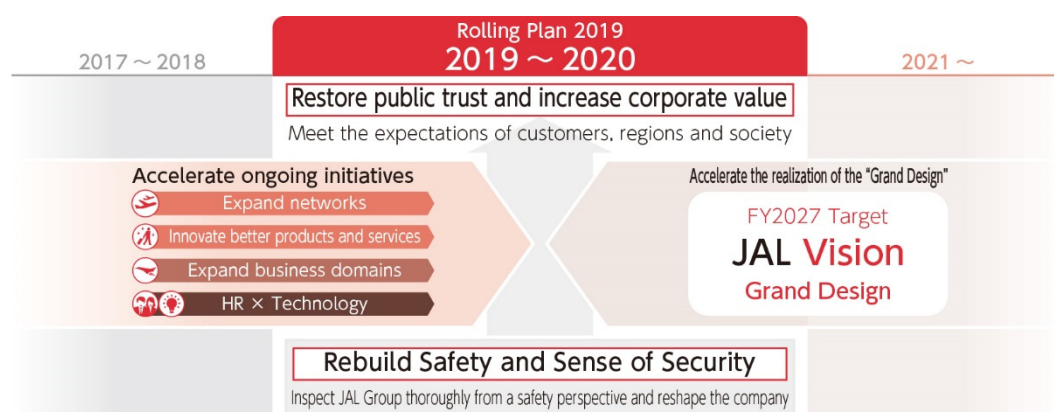 Rolling Plan 2019
2017～2018
2019～2020
2021～
Restore public trust and increase corporate value
Meet the expectations of customers, regions and society
Accelerate ongoing initiatives
Expand networks
Innovate better products and services
Expand business domains
HR × Technology
Accelerate the realization of the "Grand Design"
FY2027 Target
JAL Vision
Grand Design
Rebuild Safety and Sense of Security
Inspect JAL Group thoroughly from a safety perspective and reshape the company